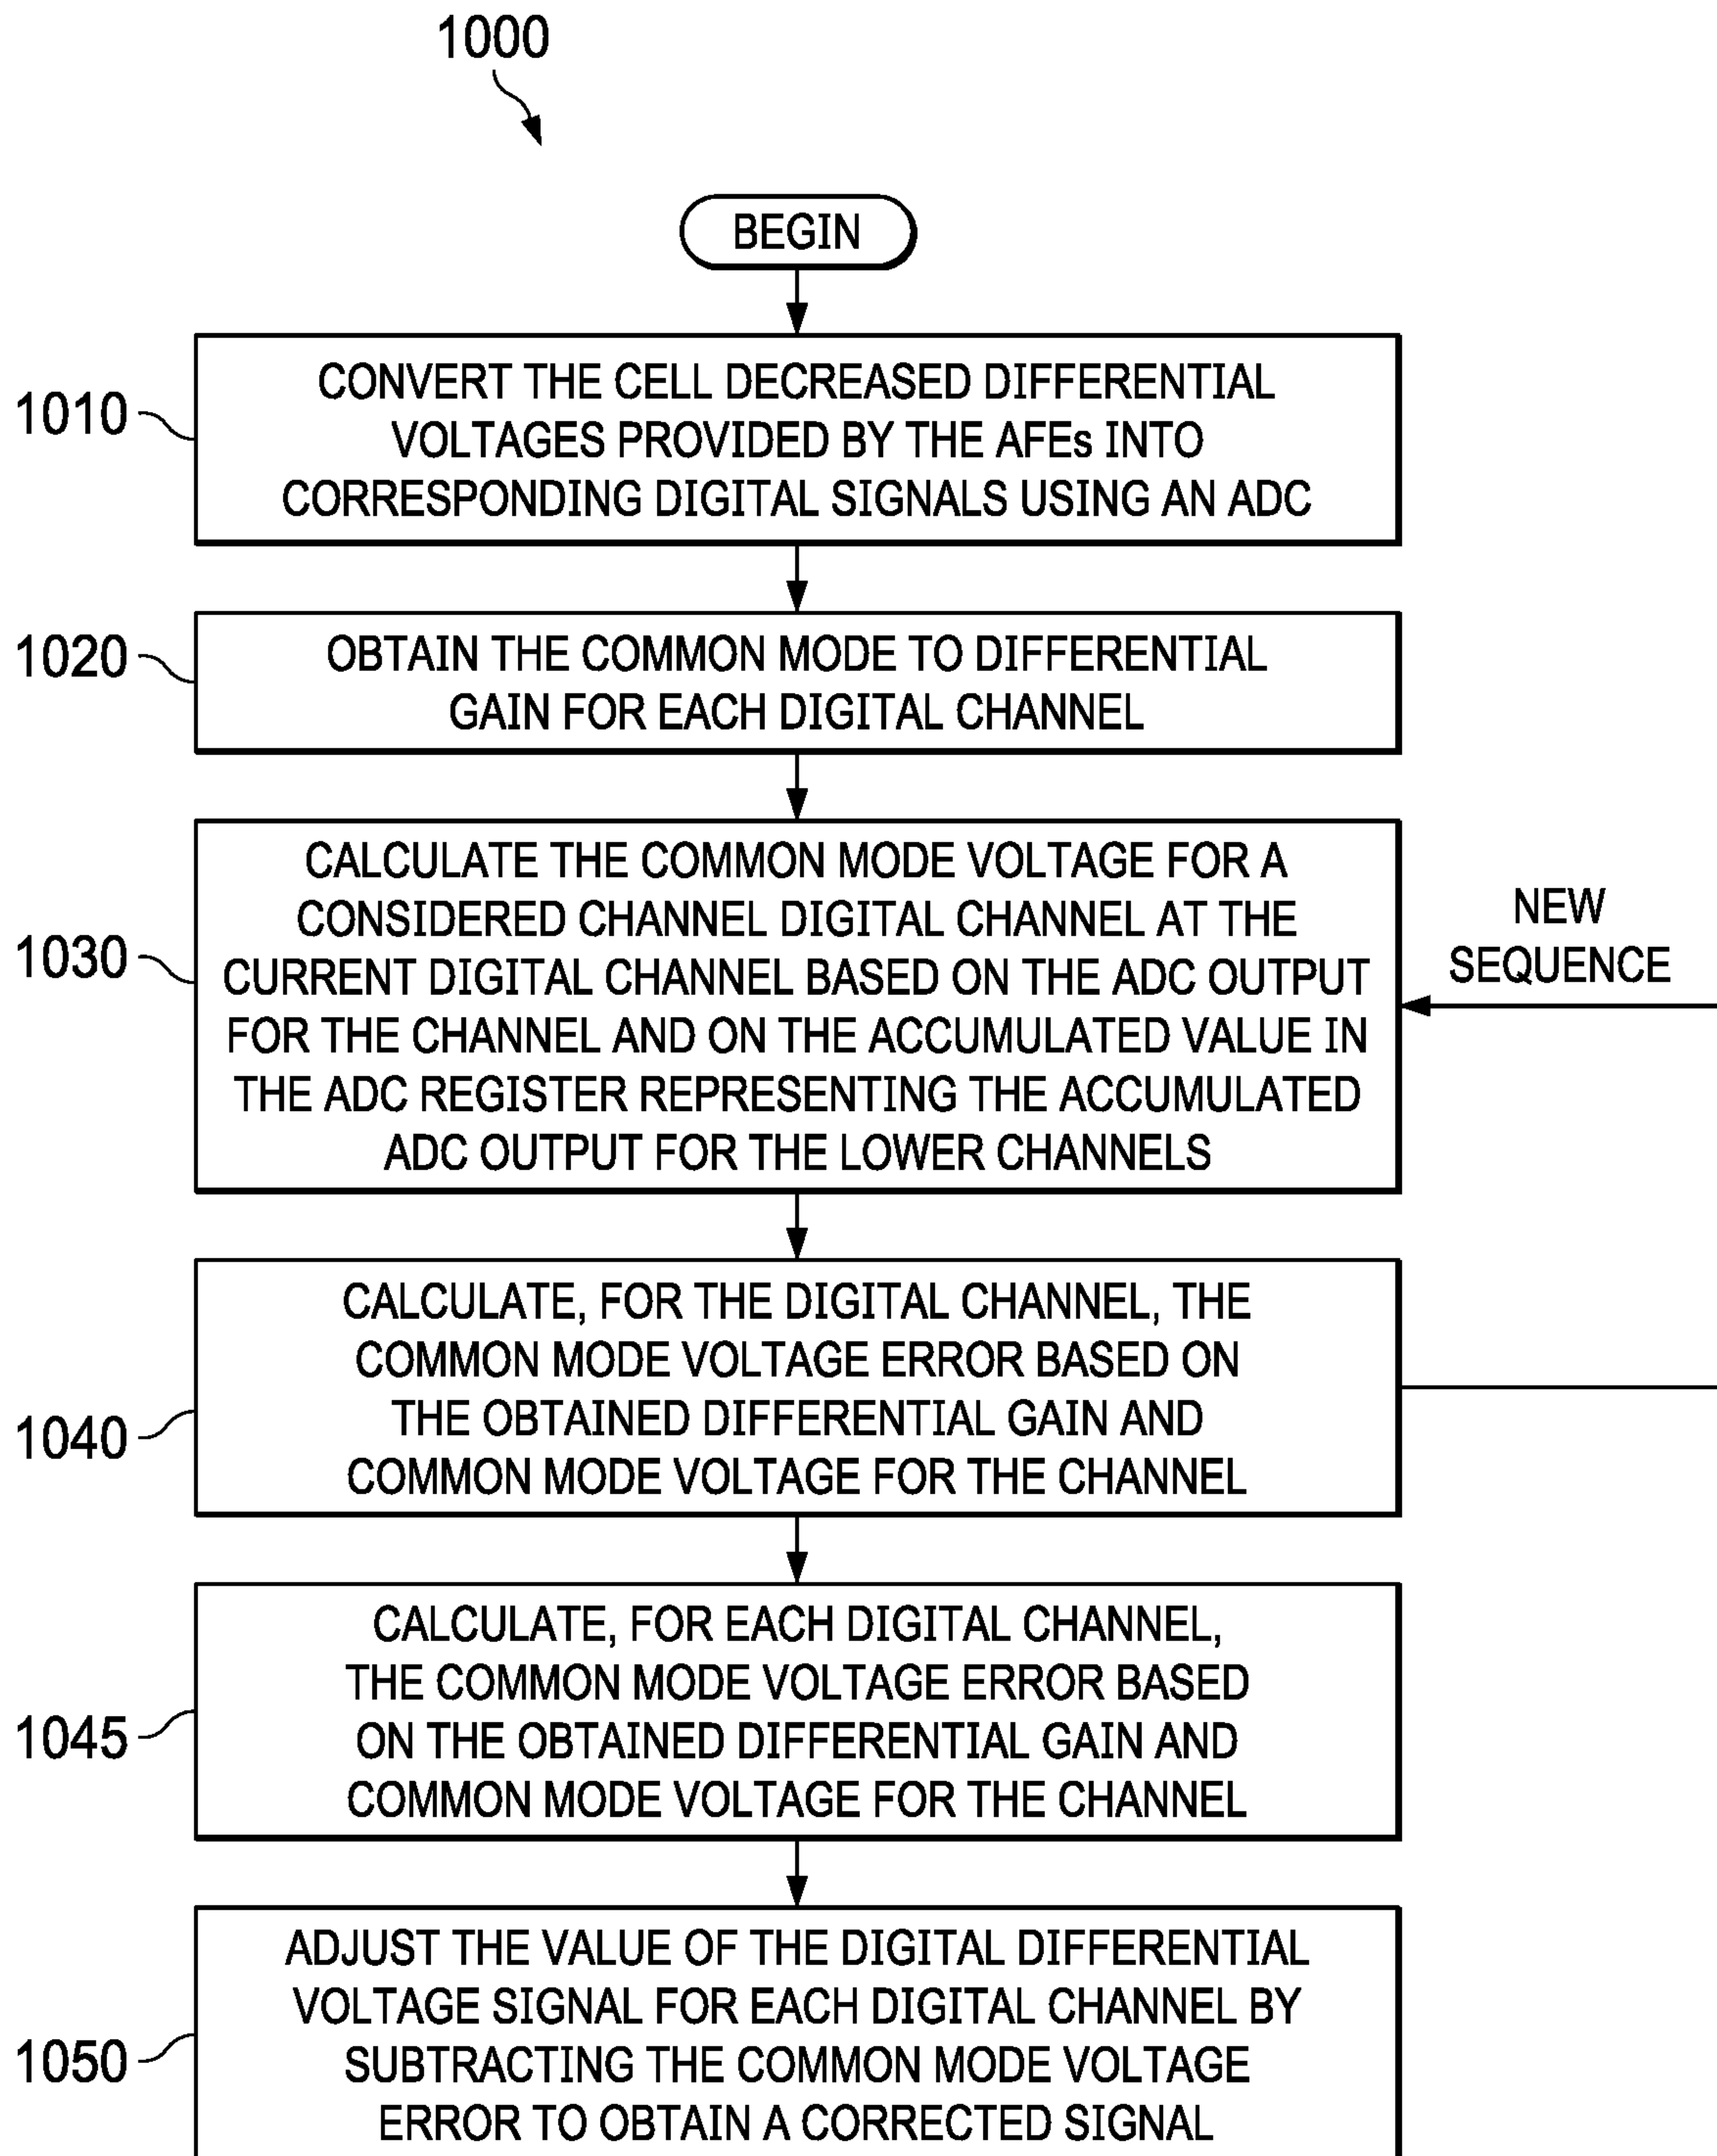 1000
BEGIN
1010
CONVERT THE CELL DECREASED DIFFERENTIAL
VOLTAGES PROVIDED BY THE AFEs INTO
CORRESPONDING DIGITAL SIGNALS USING AN ADC
1020
OBTAIN THE COMMON MODE TO DIFFERENTIAL
GAIN FOR EACH DIGITAL CHANNEL
1030
CALCULATE THE COMMON MODE VOLTAGE FOR A
CONSIDERED CHANNEL DIGITAL CHANNEL AT THE
CURRENT DIGITAL CHANNEL BASED ON THE ADC OUTPUT
FOR THE CHANNEL AND ON THE ACCUMULATED VALUE IN
THE ADC REGISTER REPRESENTING THE ACCUMULATED
ADC OUTPUT FOR THE LOWER CHANNELS
NEW
SEQUENCE
1040
CALCULATE, FOR THE DIGITAL CHANNEL, THE
COMMON MODE VOLTAGE ERROR BASED ON
THE OBTAINED DIFFERENTIAL GAIN AND
COMMON MODE VOLTAGE FOR THE CHANNEL
1045
CALCULATE, FOR EACH DIGITAL CHANNEL,
THE COMMON MODE VOLTAGE ERROR BASED
ON THE OBTAINED DIFFERENTIAL GAIN AND
COMMON MODE VOLTAGE FOR THE CHANNEL
1050
ADJUST THE VALUE OF THE DIGITAL DIFFERENTIAL
VOLTAGE SIGNAL FOR EACH DIGITAL CHANNEL BY
SUBTRACTING THE COMMON MODE VOLTAGE
ERROR TO OBTAIN A CORRECTED SIGNAL